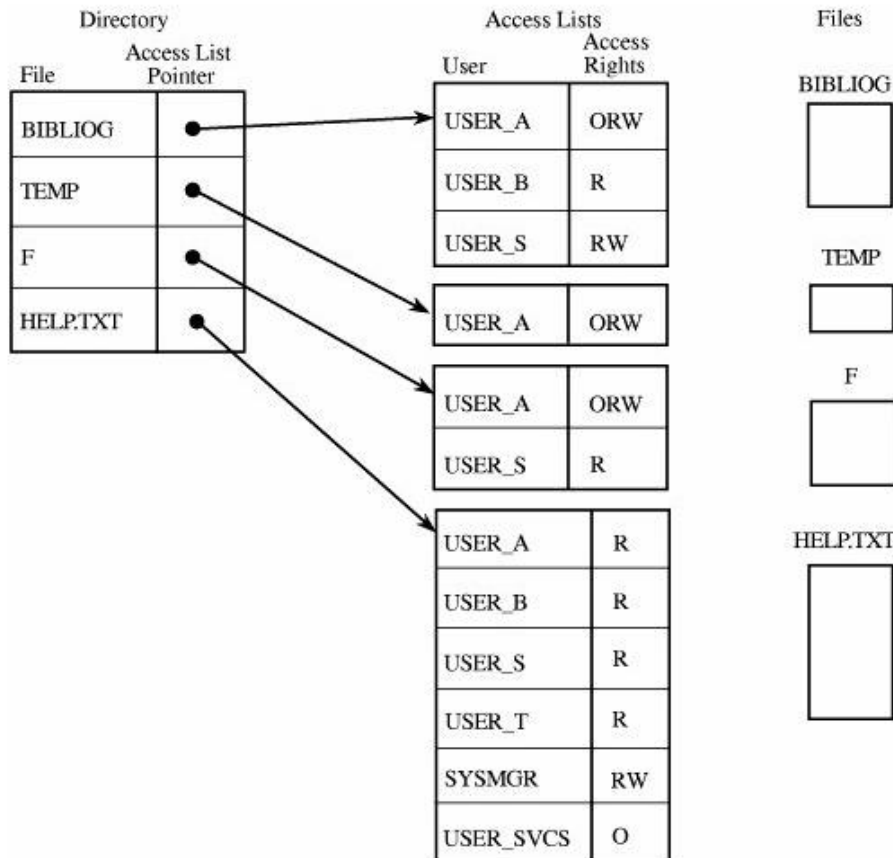 Directory
File
Access List
Pointer
BIBLIOG
TEMP
F
HELP.TXT
Access Lists
User
Access
Rights
USER_A ORW
USER_B R
USER_S RW
USER_A ORW
USER_A ORW
USER_S R
USER_A R
USER_B R
USER_S R
USER_T R
SYSMGR RW
USER_SVCS O
Files
BIBLIOG
TEMP
F
HELP.TXT